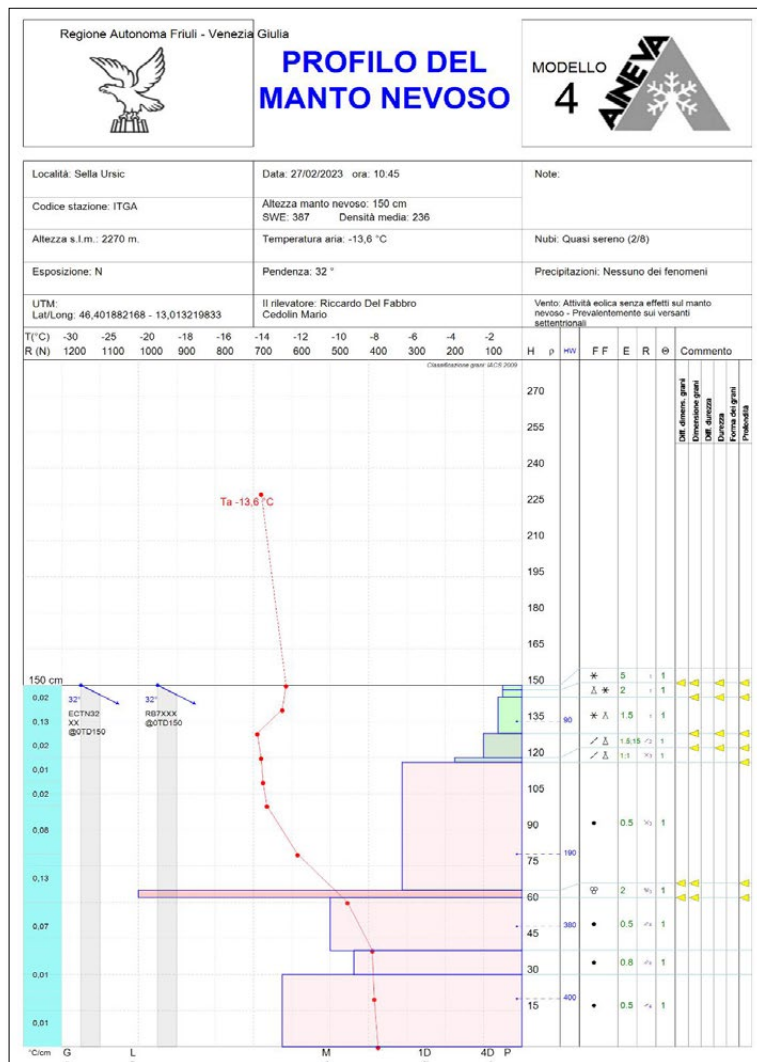 Regione Autonoma Friuli - Venezia Giulia
PROFILO DEL
MANTO NEVOSO
MODELLO
4
AINEVA
Località: Sella Ursic
Data: 27/02/2023 ora: 10:45
Note:
Codice stazione: ITGA
Altezza manto nevoso: 150 cm
SWE: 387 Densità media: 236
Altezza s.l.m.: 2270 m.
Temperatura aria: -13,6 °C
Nubi: Quasi sereno (2/8)
Esposizione: N
Pendenza: 32 °
Precipitazioni: Nessuno dei fenomeni
UTM:
Lat/Long: 46,401882168 - 13,013219833
Il rilevatore: Riccardo Del Fabbro
Cedolin Mario
Vento: Attività eolica senza effetti sul manto
nevoso - Prevalentemente sui versanti
settentrionali
T(°C) -30 -25 -20 -18 -16 -14 -12 -10 -8 -6 -4 -2
R (N) 1200 1100 1000 900 800 700 600 500 400 300 200 100 H ρ HW F F E R Θ Commento
Classificazione grani: IACS 2009
Diff. dimens. grani
Dimensione grani
Diff. durezza
Durezza
Forma dei grani
Profondità
270
255
240
225
Ta -13,6 °C
210
195
180
165
150 cm
150
5 1
2 1
0,02
32°
ECTN32
XX
@0TD150
32°
RB7XXX
@0TD150
135
90
1.5 1
0,13
0,02
120
1.5;15 1
1;1 1
0,01
105
0,02
90
0.5 1
0,08
75
190
0,13
60
2 1
0,07
45
380
0.5 1
30
0.8 1
0,01
15
400
0.5 1
0,01
°C/cm G L M 1D 4D P